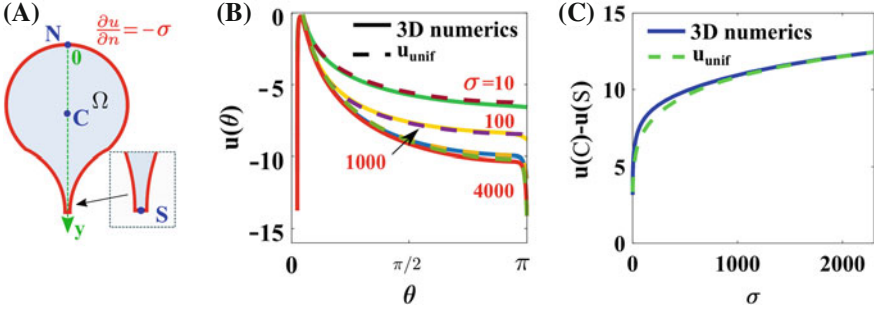 (A)
∂u/∂n = −σ
N
0
Ω
C
S
y
(B)
u(θ)
0
−5
−10
−15
3D numerics
u_unif
σ=10
100
1000
4000
0
π/2
π
θ
(C)
u(C)-u(S)
15
10
5
0
3D numerics
u_unif
0
1000
2000
σ